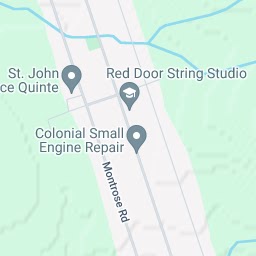 St. John
ce Quinte
Red Door String Studio
Colonial Small
Engine Repair
Montrose Rd